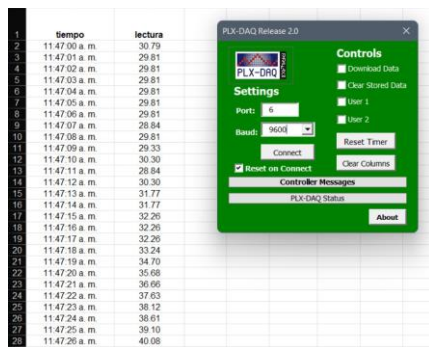 1 tiempo lectura
2 11:47:00 a. m. 30.79
3 11:47:01 a. m. 29.81
4 11:47:02 a. m. 29.81
5 11:47:03 a. m. 29.81
6 11:47:04 a. m. 29.81
7 11:47:05 a. m. 29.81
8 11:47:06 a. m. 29.81
9 11:47:07 a. m. 28.84
10 11:47:08 a. m. 29.81
11 11:47:09 a. m. 29.33
12 11:47:10 a. m. 30.30
13 11:47:11 a. m. 28.84
14 11:47:12 a. m. 30.30
15 11:47:13 a. m. 31.77
16 11:47:14 a. m. 31.77
17 11:47:15 a. m. 32.26
18 11:47:16 a. m. 32.26
19 11:47:17 a. m. 32.26
20 11:47:18 a. m. 33.24
21 11:47:19 a. m. 34.70
22 11:47:20 a. m. 35.68
23 11:47:21 a. m. 36.66
24 11:47:22 a. m. 37.63
25 11:47:23 a. m. 38.12
26 11:47:24 a. m. 38.61
27 11:47:25 a. m. 39.10
28 11:47:26 a. m. 40.08
PLX-DAQ Release 2.0
PLX-DAQ
Settings
Port: 6
Baud: 9600
Connect
Reset on Connect
Controls
Download Data
Clear Stored Data
User 1
User 2
Reset Timer
Clear Columns
Controller Messages
PLX-DAQ Status
About